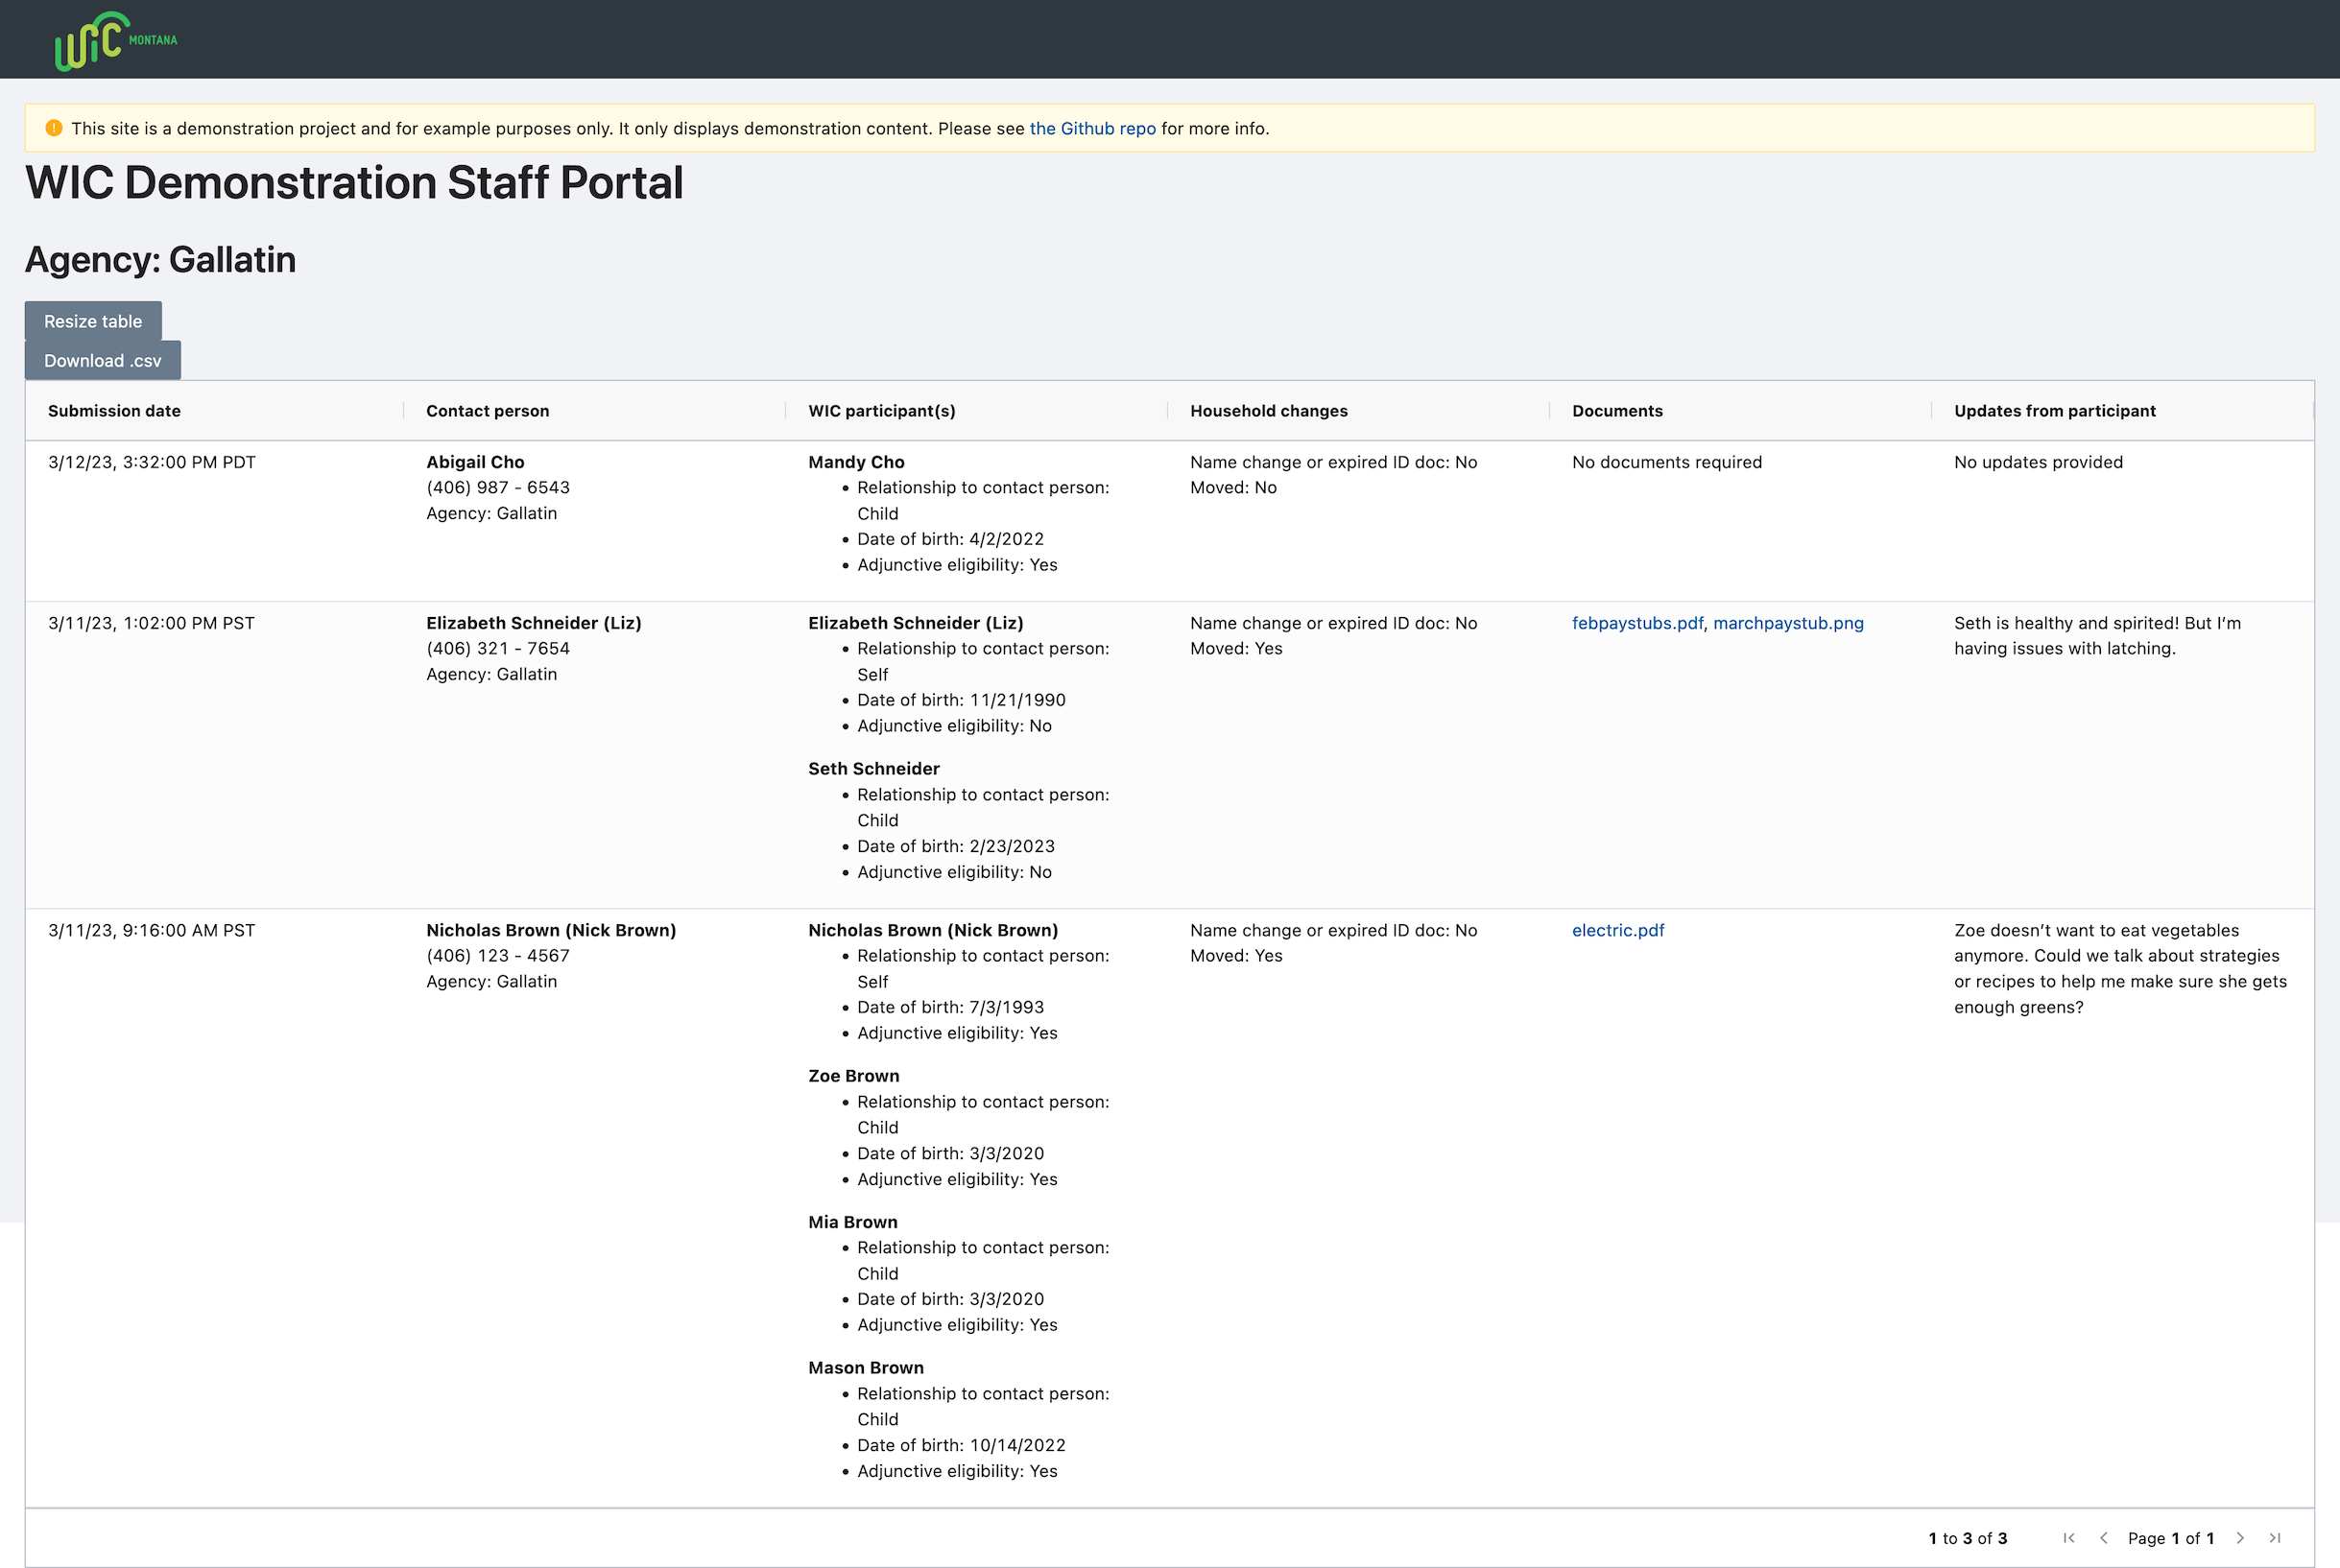 WIC MONTANA
This site is a demonstration project and for example purposes only. It only displays demonstration content. Please see the Github repo for more info.
WIC Demonstration Staff Portal
Agency: Gallatin
Resize table
Download .csv
Submission date Contact person WIC participant(s) Household changes Documents Updates from participant
3/12/23, 3:32:00 PM PDT
Abigail Cho
(406) 987 - 6543
Agency: Gallatin
Mandy Cho
• Relationship to contact person:
Child
• Date of birth: 4/2/2022
• Adjunctive eligibility: Yes
Name change or expired ID doc: No
Moved: No
No documents required
No updates provided
3/11/23, 1:02:00 PM PST
Elizabeth Schneider (Liz)
(406) 321 - 7654
Agency: Gallatin
Elizabeth Schneider (Liz)
• Relationship to contact person:
Self
• Date of birth: 11/21/1990
• Adjunctive eligibility: No
Seth Schneider
• Relationship to contact person:
Child
• Date of birth: 2/23/2023
• Adjunctive eligibility: No
Name change or expired ID doc: No
Moved: Yes
febpaystubs.pdf, marchpaystub.png
Seth is healthy and spirited! But I’m
having issues with latching.
3/11/23, 9:16:00 AM PST
Nicholas Brown (Nick Brown)
(406) 123 - 4567
Agency: Gallatin
Nicholas Brown (Nick Brown)
• Relationship to contact person:
Self
• Date of birth: 7/3/1993
• Adjunctive eligibility: Yes
Zoe Brown
• Relationship to contact person:
Child
• Date of birth: 3/3/2020
• Adjunctive eligibility: Yes
Mia Brown
• Relationship to contact person:
Child
• Date of birth: 3/3/2020
• Adjunctive eligibility: Yes
Mason Brown
• Relationship to contact person:
Child
• Date of birth: 10/14/2022
• Adjunctive eligibility: Yes
Name change or expired ID doc: No
Moved: Yes
electric.pdf
Zoe doesn’t want to eat vegetables
anymore. Could we talk about strategies
or recipes to help me make sure she gets
enough greens?
1 to 3 of 3 Page 1 of 1